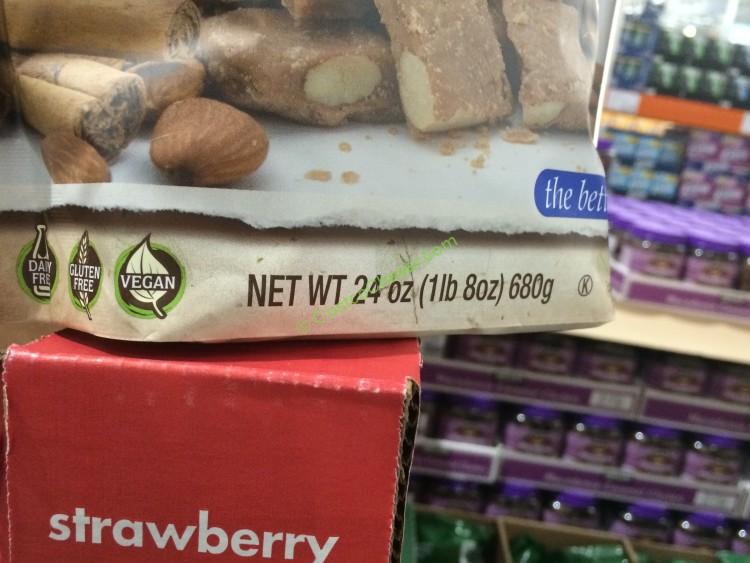 the bet
DAIRY
FREE
GLUTEN
FREE
VEGAN
NET WT 24 oz (1lb 8oz) 680g
K
strawberry